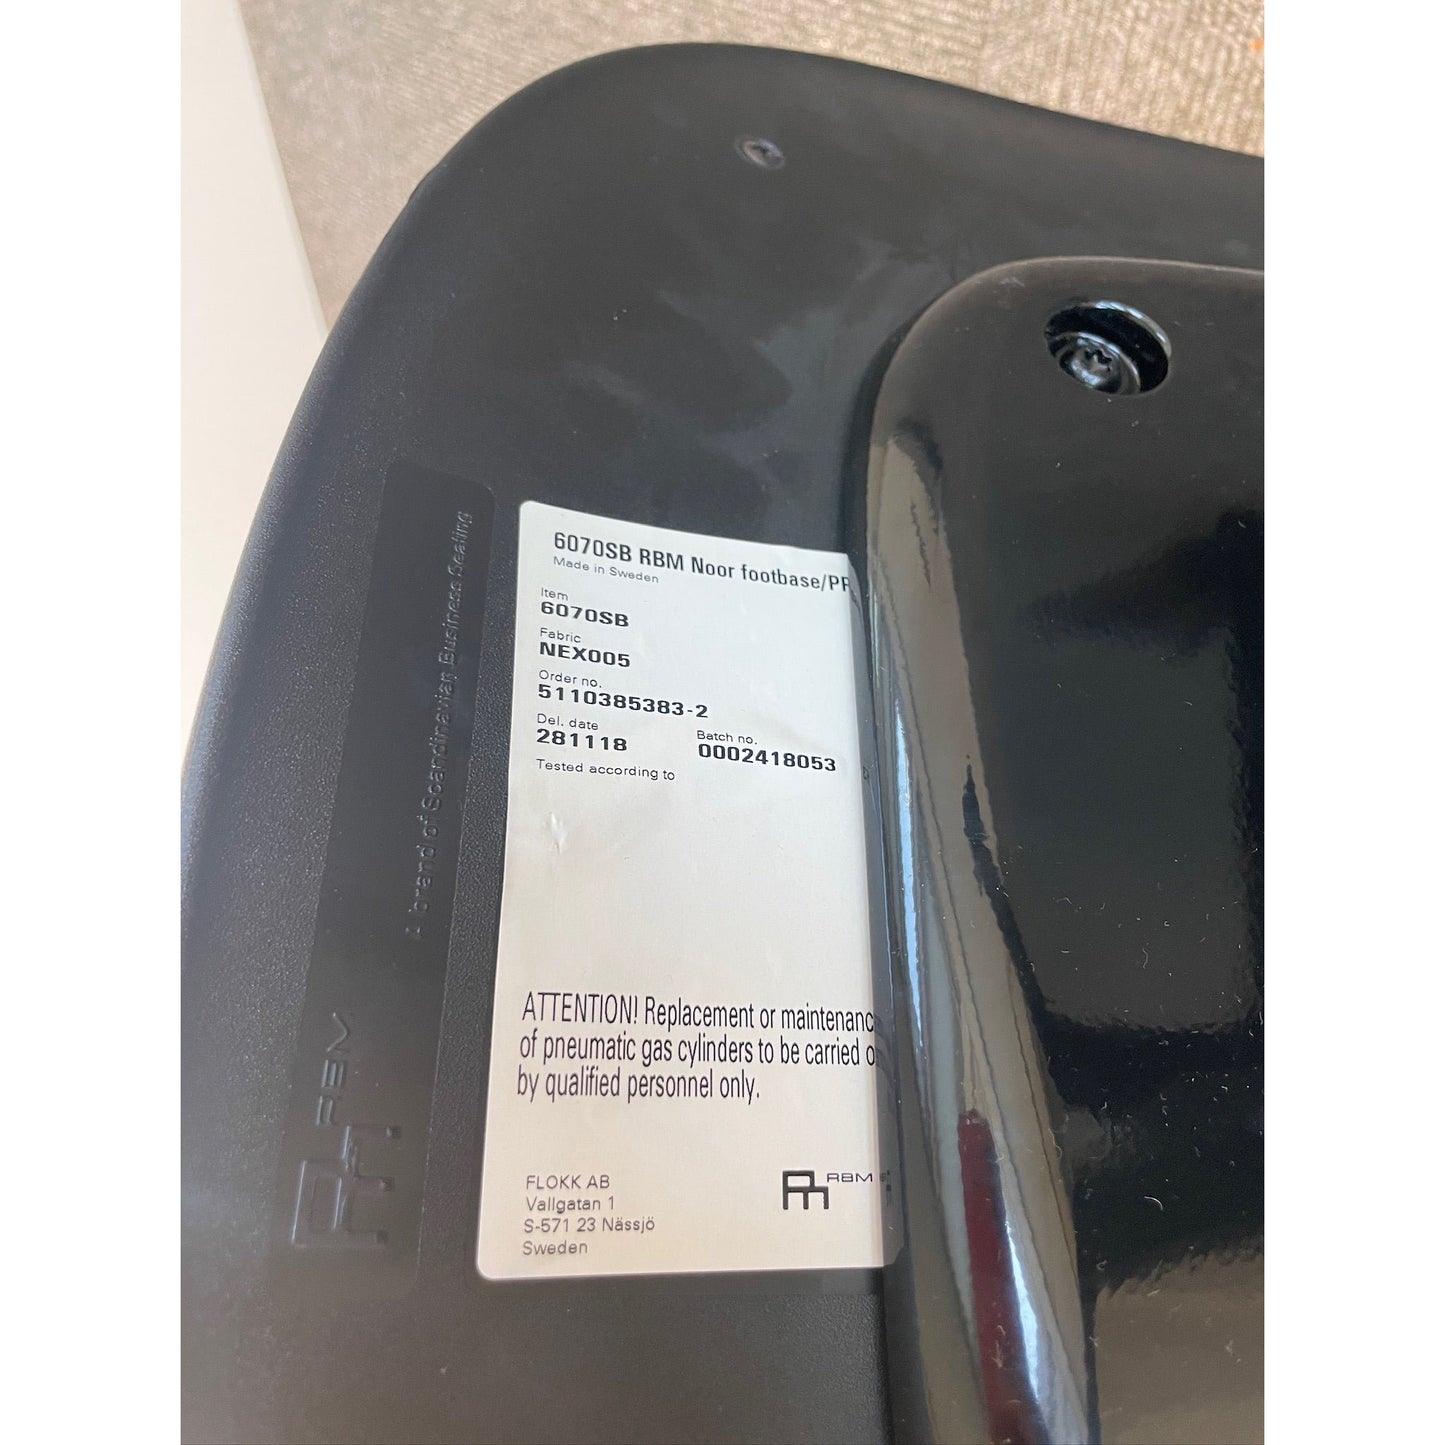 6070SB RBM Noor footbase/PR
Made in Sweden
Item
6070SB
Fabric
NEX005
Order no.
5110385383-2
Del. date
281118
Batch no.
0002418053
Tested according to
ATTENTION! Replacement or maintenanc
of pneumatic gas cylinders to be carried o
by qualified personnel only.
FLOKK AB
Vallgatan 1
S-571 23 Nässjö
Sweden
RBM
A brand of Scandinavian Business Seating
RBM